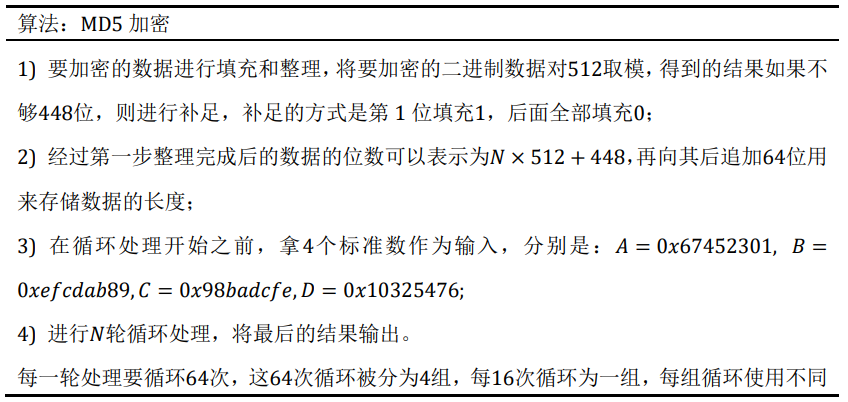 算法：MD5 加密
1) 要加密的数据进行填充和整理，将要加密的二进制数据对512取模，得到的结果如果不
够448位，则进行补足，补足的方式是第 1 位填充1，后面全部填充0；
2) 经过第一步整理完成后的数据的位数可以表示为N × 512 + 448，再向其后追加64位用
来存储数据的长度；
3) 在循环处理开始之前，拿4个标准数作为输入，分别是：A = 0x67452301, B =
0xefcdab89, C = 0x98badcfe, D = 0x10325476;
4) 进行N轮循环处理，将最后的结果输出。
每一轮处理要循环64次，这64次循环被分为4组，每16次循环为一组，每组循环使用不同